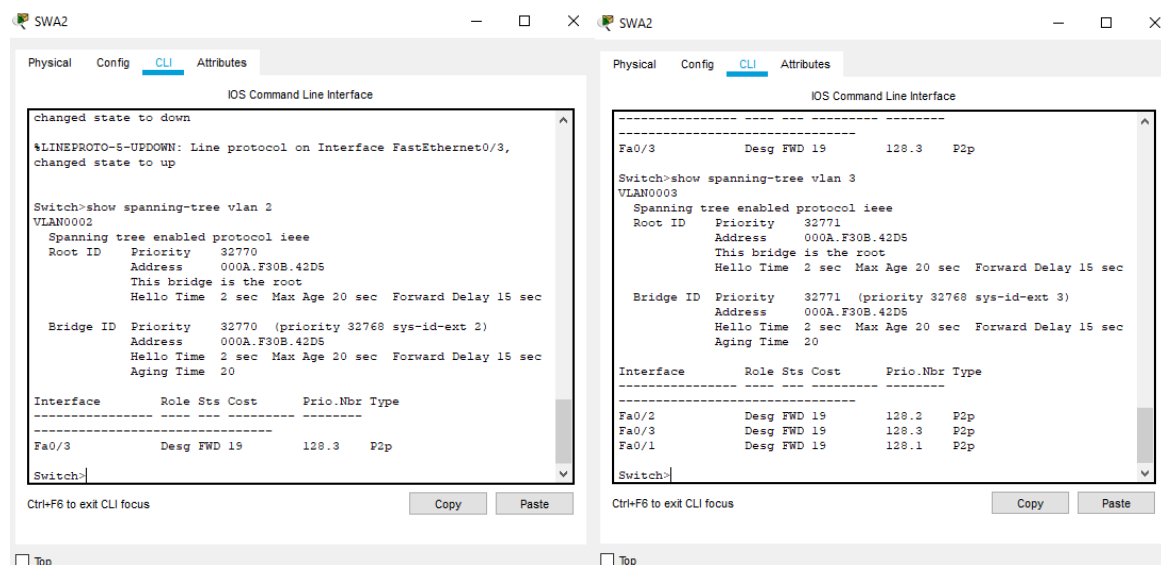 SWA2
Physical Config CLI Attributes
IOS Command Line Interface
changed state to down
%LINEPROTO-5-UPDOWN: Line protocol on Interface FastEthernet0/3,
changed state to up
Switch>show spanning-tree vlan 2
VLAN0002
Spanning tree enabled protocol ieee
Root ID Priority 32770
Address 000A.F30B.42D5
This bridge is the root
Hello Time 2 sec Max Age 20 sec Forward Delay 15 sec
Bridge ID Priority 32770 (priority 32768 sys-id-ext 2)
Address 000A.F30B.42D5
Hello Time 2 sec Max Age 20 sec Forward Delay 15 sec
Aging Time 20
Interface Role Sts Cost Prio.Nbr Type
---------------- ---- --- --------- --------
--------------------------------
Fa0/3 Desg FWD 19 128.3 P2p
Switch>
Ctrl+F6 to exit CLI focus
Copy Paste
Top
SWA2
Physical Config CLI Attributes
IOS Command Line Interface
---------------- ---- --- --------- --------
--------------------------------
Fa0/3 Desg FWD 19 128.3 P2p
Switch>show spanning-tree vlan 3
VLAN0003
Spanning tree enabled protocol ieee
Root ID Priority 32771
Address 000A.F30B.42D5
This bridge is the root
Hello Time 2 sec Max Age 20 sec Forward Delay 15 sec
Bridge ID Priority 32771 (priority 32768 sys-id-ext 3)
Address 000A.F30B.42D5
Hello Time 2 sec Max Age 20 sec Forward Delay 15 sec
Aging Time 20
Interface Role Sts Cost Prio.Nbr Type
---------------- ---- --- --------- --------
--------------------------------
Fa0/2 Desg FWD 19 128.2 P2p
Fa0/3 Desg FWD 19 128.3 P2p
Fa0/1 Desg FWD 19 128.1 P2p
Switch>
Ctrl+F6 to exit CLI focus
Copy Paste
Top